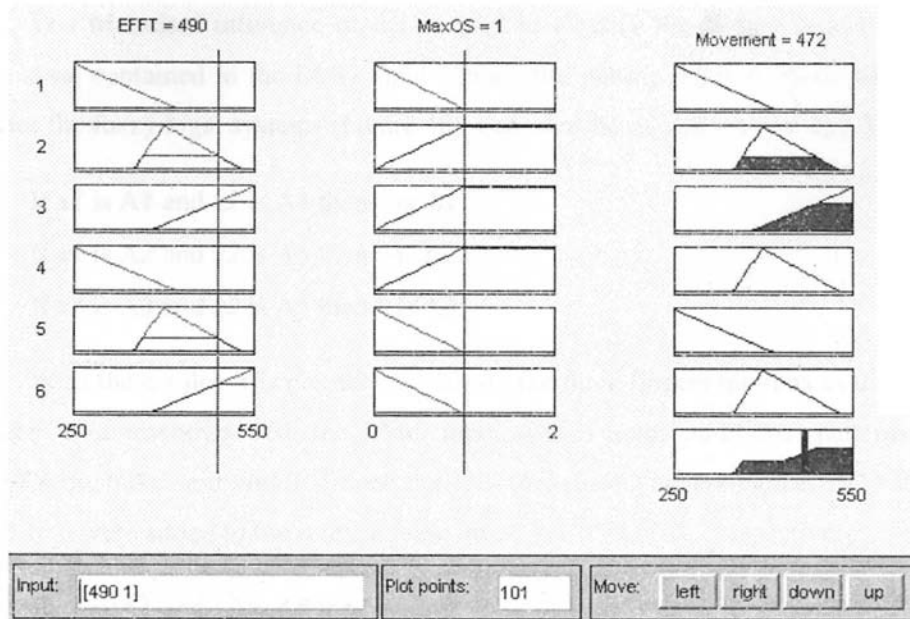 EFFT = 490
MaxOS = 1
Movement = 472
1
2
3
4
5
6
250 550
0 2
250 550
Input: [490 1]
Plot points: 101
Move: left right down up